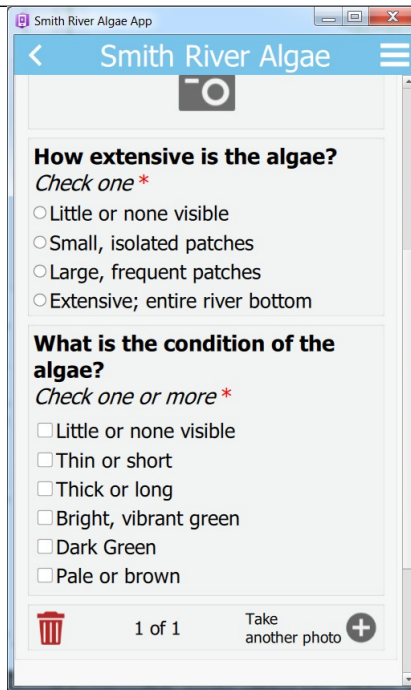 Smith River Algae App
Smith River Algae
How extensive is the algae?
Check one *
Little or none visible
Small, isolated patches
Large, frequent patches
Extensive; entire river bottom
What is the condition of the
algae?
Check one or more *
Little or none visible
Thin or short
Thick or long
Bright, vibrant green
Dark Green
Pale or brown
1 of 1
Take
another photo